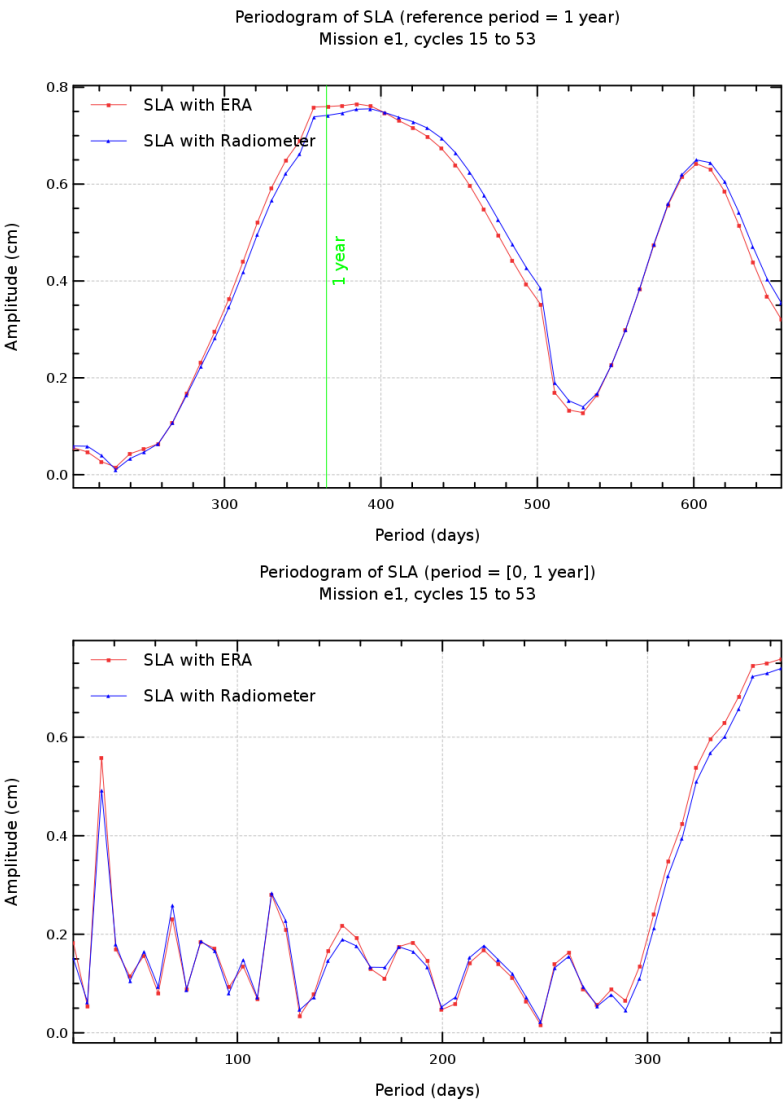 Periodogram of SLA (reference period = 1 year)
Mission e1, cycles 15 to 53
0.8
SLA with ERA
SLA with Radiometer
0.6
1 year
Amplitude (cm)
0.4
0.2
0.0
300 400 500 600
Period (days)
Periodogram of SLA (period = [0, 1 year])
Mission e1, cycles 15 to 53
SLA with ERA
SLA with Radiometer
0.6
Amplitude (cm)
0.4
0.2
0.0
100 200 300
Period (days)